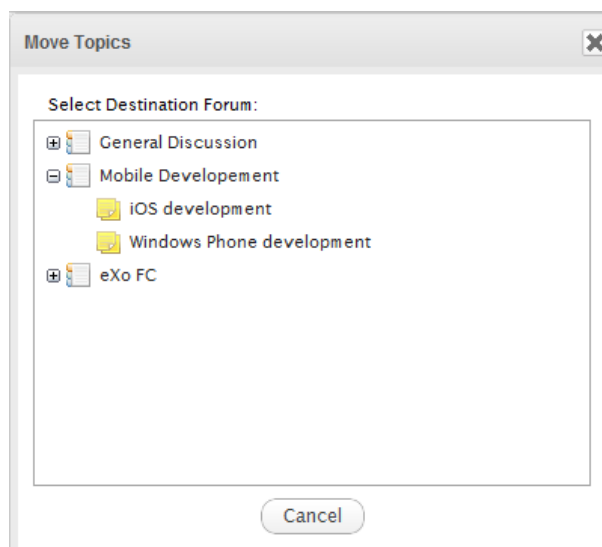 Move Topics
Select Destination Forum:
General Discussion
Mobile Developement
iOS development
Windows Phone development
eXo FC
Cancel